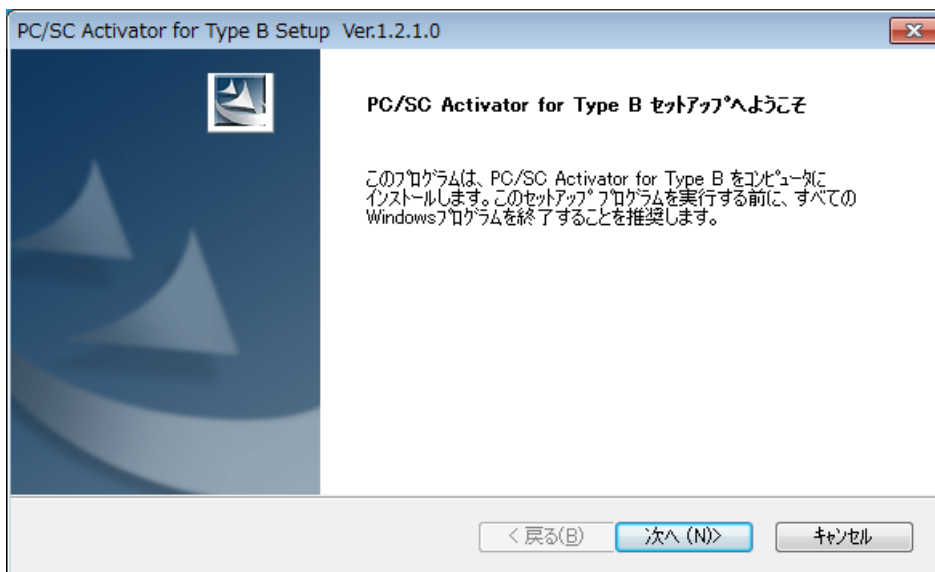 PC/SC Activator for Type B Setup Ver.1.2.1.0
PC/SC Activator for Type B ｾｯﾄｱｯﾌﾟへようこそ
このﾌﾟﾛｸﾞﾗﾑは、PC/SC Activator for Type B をｺﾝﾋﾟｭｰﾀに
ｲﾝｽﾄｰﾙします。このｾｯﾄｱｯﾌﾟ ﾌﾟﾛｸﾞﾗﾑを実行する前に、すべての
Windowsﾌﾟﾛｸﾞﾗﾑを終了することを推奨します。
< 戻る(B)
次へ (N)>
ｷｬﾝｾﾙ